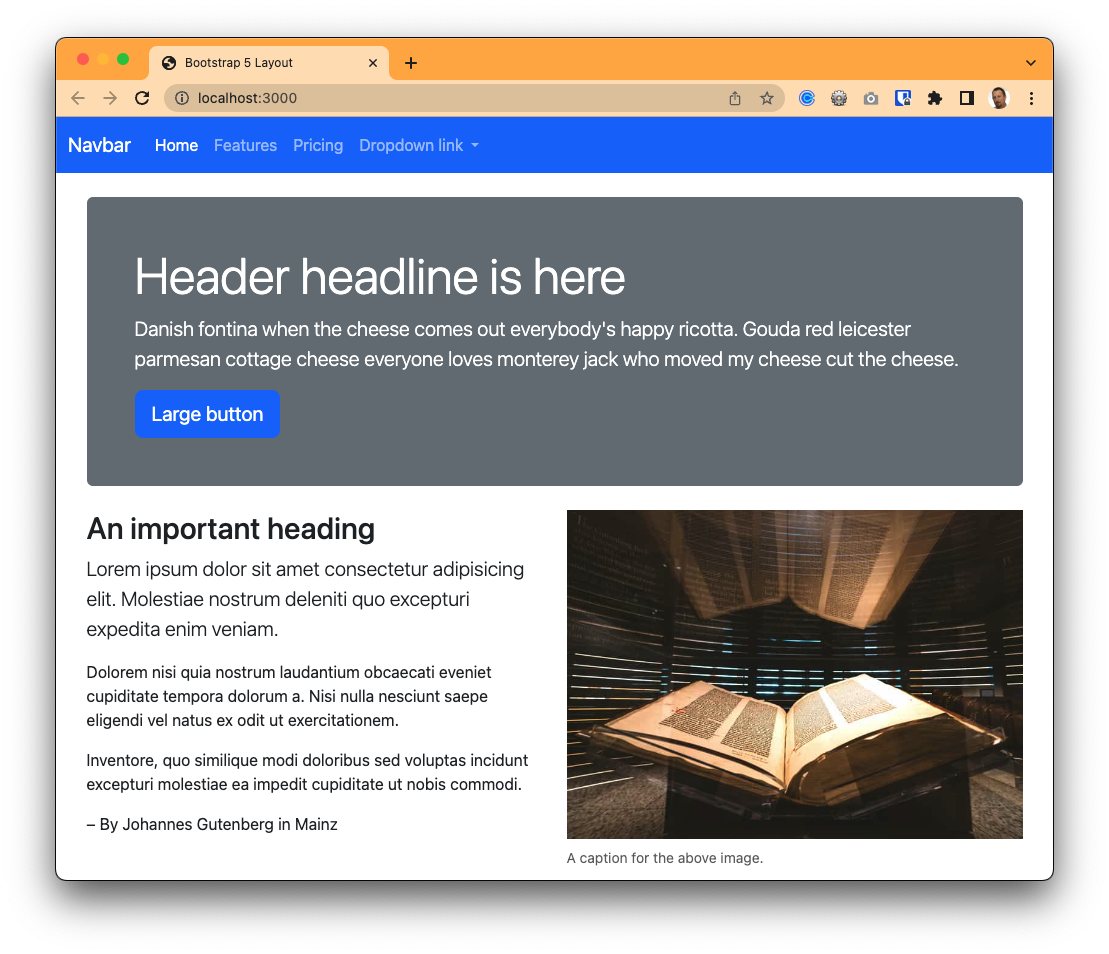 Bootstrap 5 Layout
localhost:3000
Navbar Home Features Pricing Dropdown link
Header headline is here
Danish fontina when the cheese comes out everybody's happy ricotta. Gouda red leicester
parmesan cottage cheese everyone loves monterey jack who moved my cheese cut the cheese.
Large button
An important heading
Lorem ipsum dolor sit amet consectetur adipisicing
elit. Molestiae nostrum deleniti quo excepturi
expedita enim veniam.
Dolorem nisi quia nostrum laudantium obcaecati eveniet
cupiditate tempora dolorum a. Nisi nulla nesciunt saepe
eligendi vel natus ex odit ut exercitationem.
Inventore, quo similique modi doloribus sed voluptas incidunt
excepturi molestiae ea impedit cupiditate ut nobis commodi.
– By Johannes Gutenberg in Mainz
A caption for the above image.